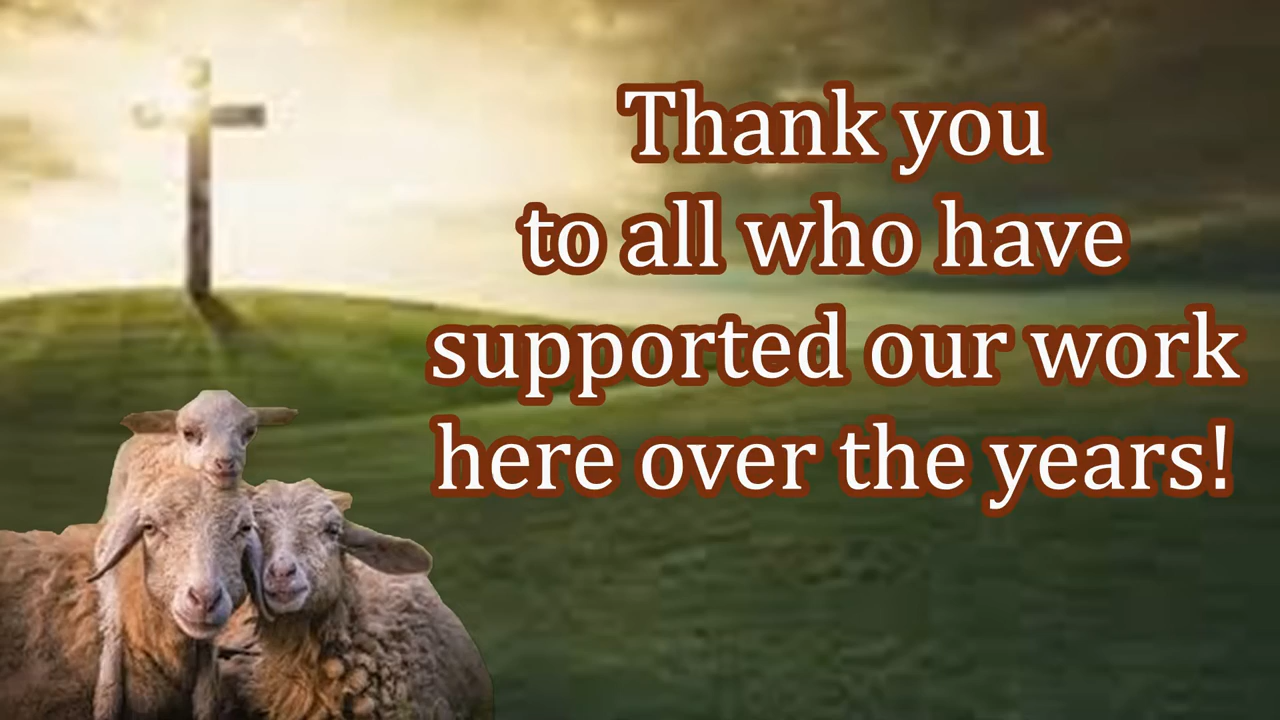 Thank you
to all who have
supported our work
here over the years!